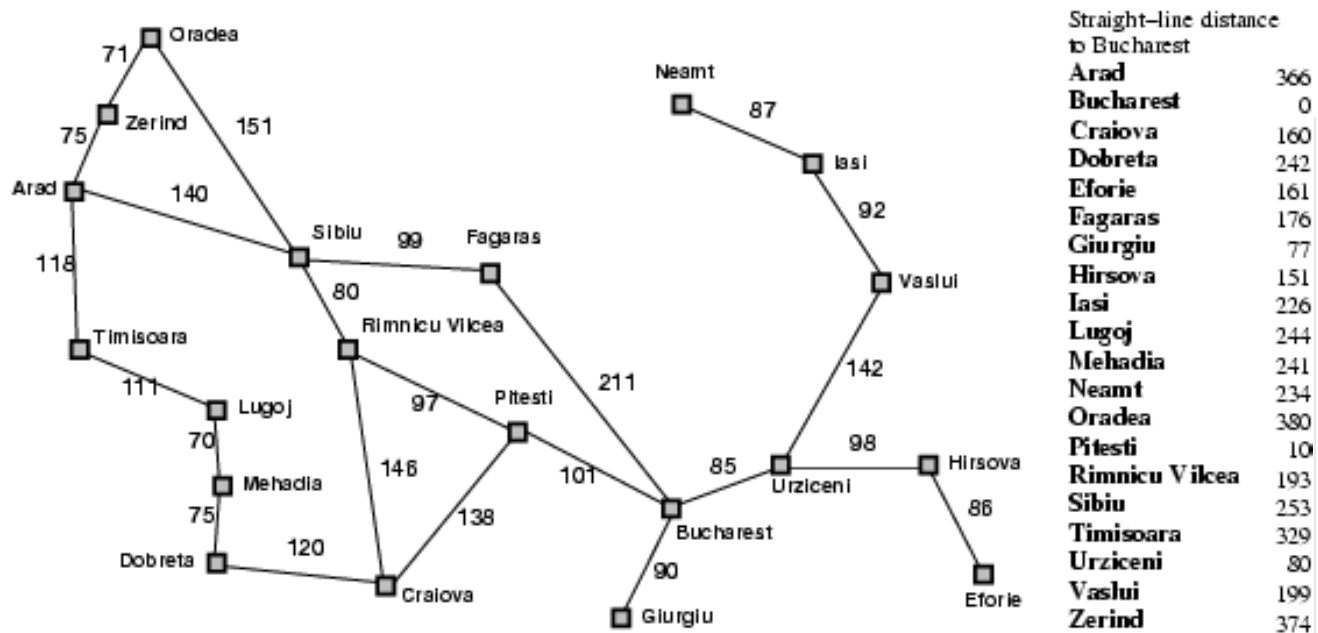 Oradea
71
Neamt
87
Zerind
151
75
Iasi
Arad
140
92
Sibiu
99
Fagaras
118
80
Vaslui
Rimnicu Vilcea
Timisoara
142
111
211
Lugoj
97
Pitesti
70
98
Hirsova
146
101
85
Mehadia
Urziceni
86
75
138
Bucharest
120
Dobreta
90
Craiova
Eforie
Giurgiu
Straight–line distance
to Bucharest
Arad 366
Bucharest 0
Craiova 160
Dobreta 242
Eforie 161
Fagaras 176
Giurgiu 77
Hirsova 151
Iasi 226
Lugoj 244
Mehadia 241
Neamt 234
Oradea 380
Pitesti 10
Rimnicu Vilcea 193
Sibiu 253
Timisoara 329
Urziceni 80
Vaslui 199
Zerind 374